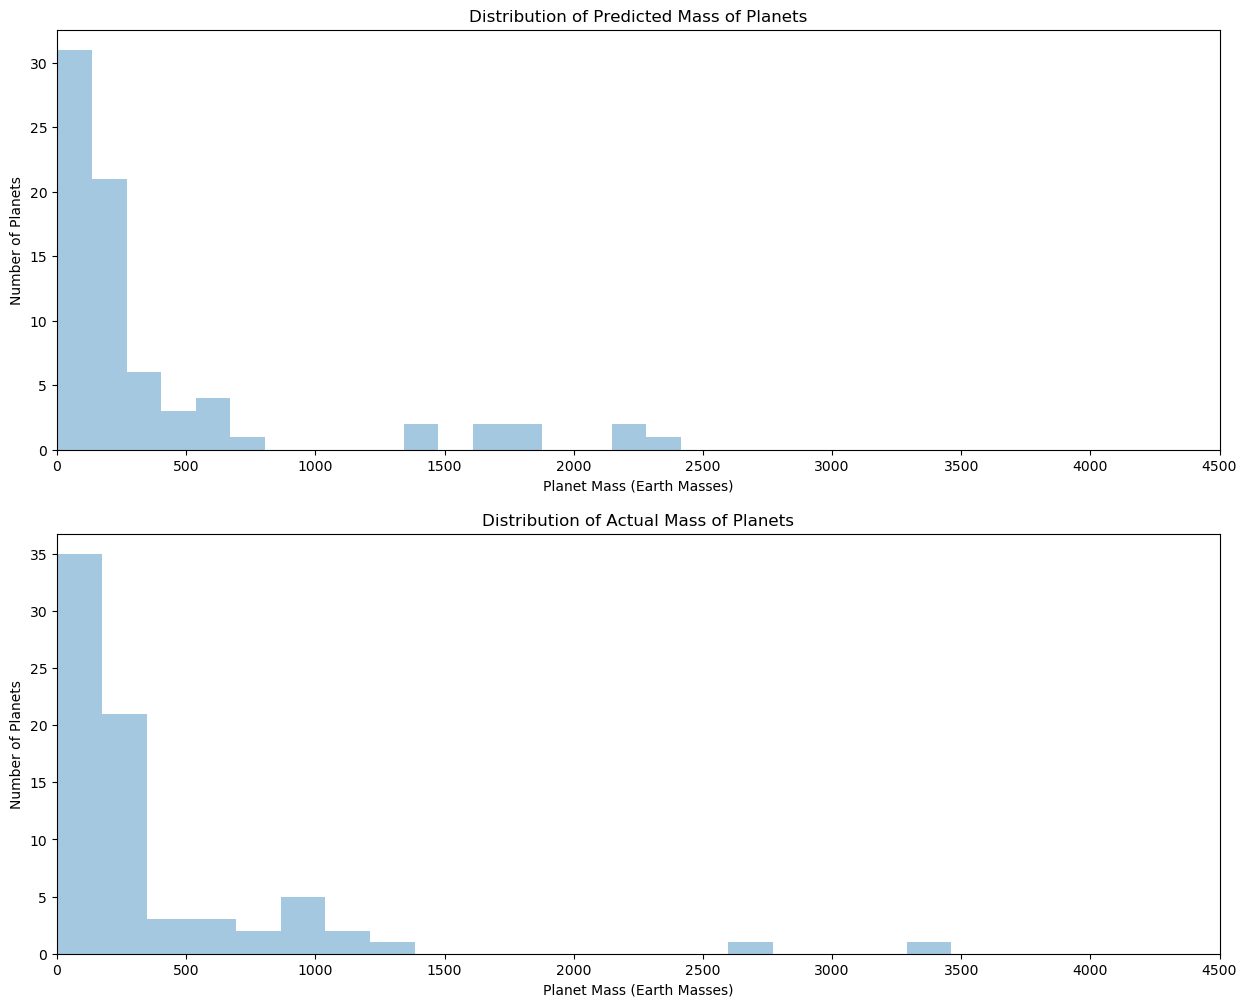 Distribution of Predicted Mass of Planets
30
25
20
15
10
5
0
Number of Planets
0 500 1000 1500 2000 2500 3000 3500 4000 4500
Planet Mass (Earth Masses)
Distribution of Actual Mass of Planets
35
30
25
20
15
10
5
0
Number of Planets
0 500 1000 1500 2000 2500 3000 3500 4000 4500
Planet Mass (Earth Masses)